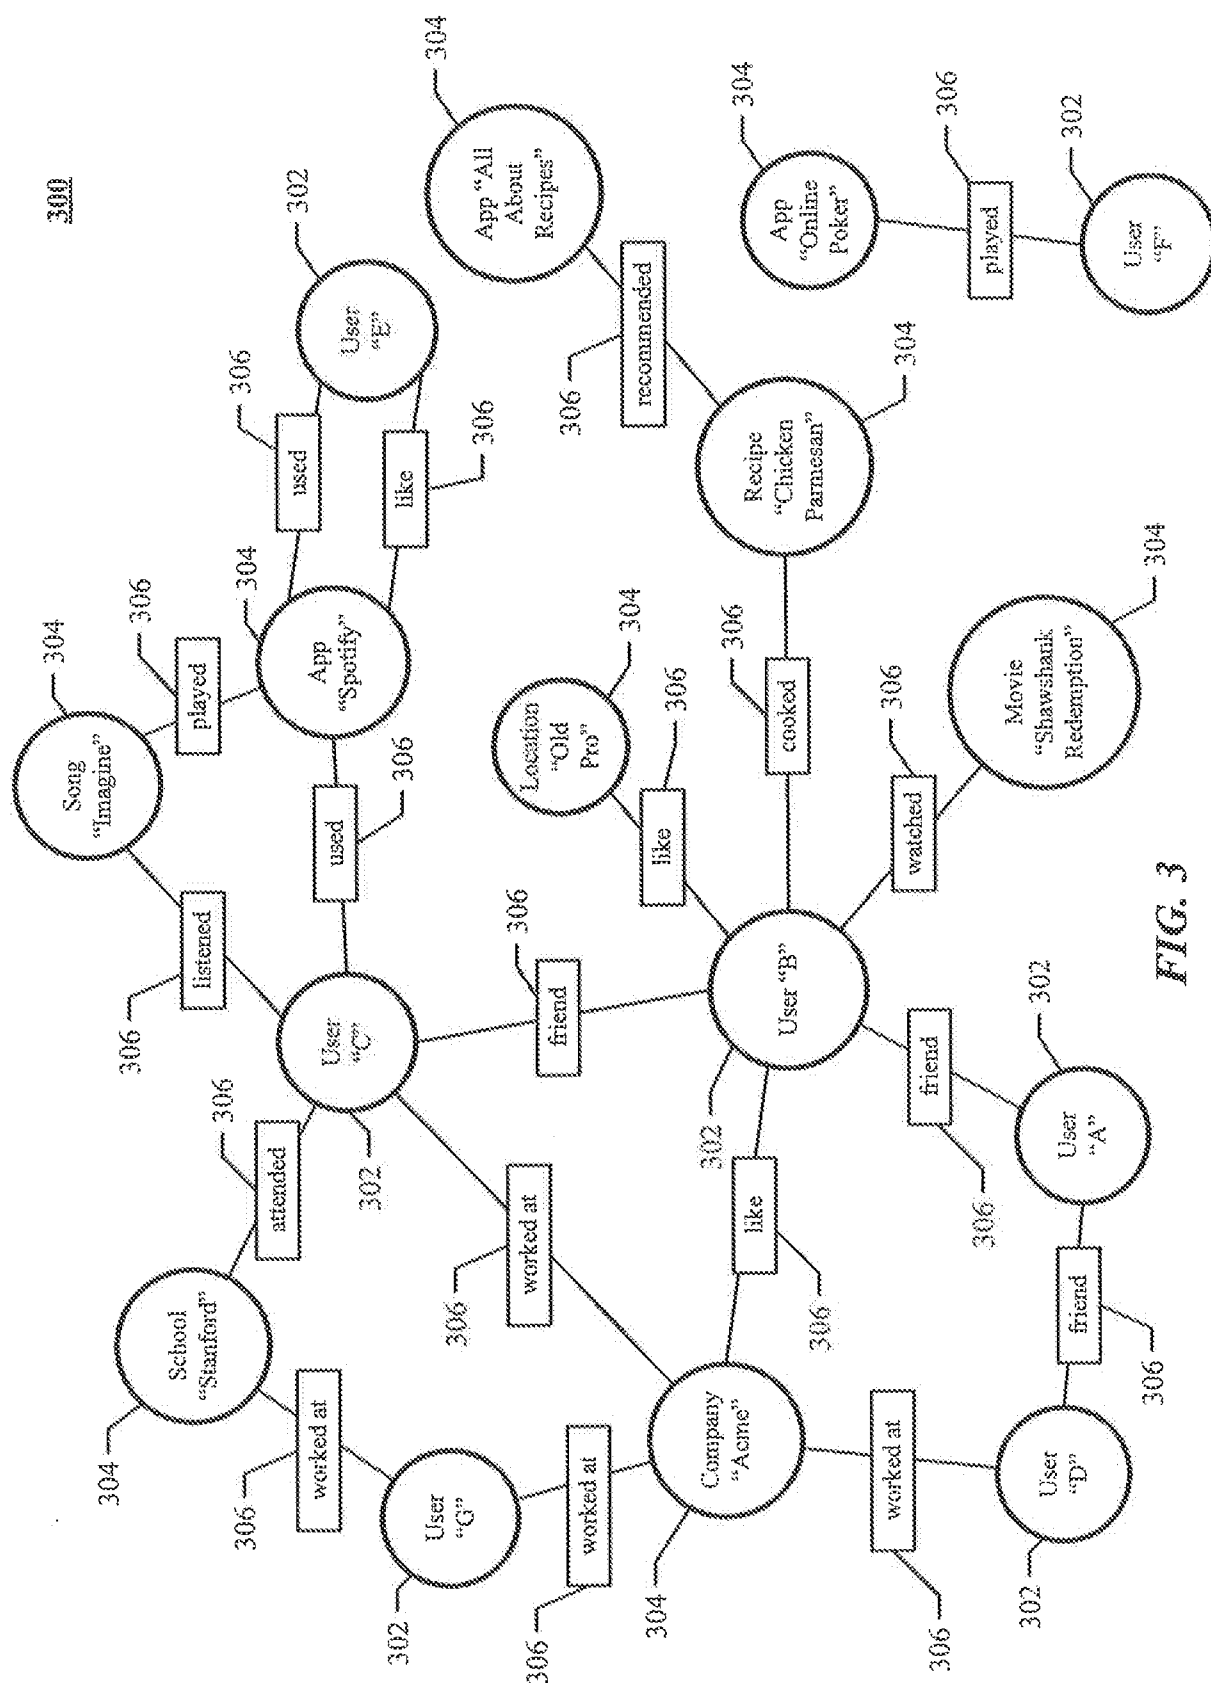 300
304
Song
“Imagine”
304
306
306
School
“Stanford”
listened
played
306
306
306
304
attended
used
302
worked at
used
App
“Spotify”
User
“C”
User
“E”
302
306
302
like
User
“G”
304
306
306
App “All
About
Recipes”
worked at
306
Location
“Old
Pro”
306
friend
306
worked at
304
recommended
304
like
306
302
Company
“Acme”
306
304
like
Recipe
“Chicken
Parmesan”
App
“Online
Poker”
User “B”
cooked
306
worked at
306
304
watched
friend
306
306
306
played
Movie
“Shawshank
Redemption”
302
302
User
“D”
User
“A”
302
friend
User
“F”
306
304
FIG. 3